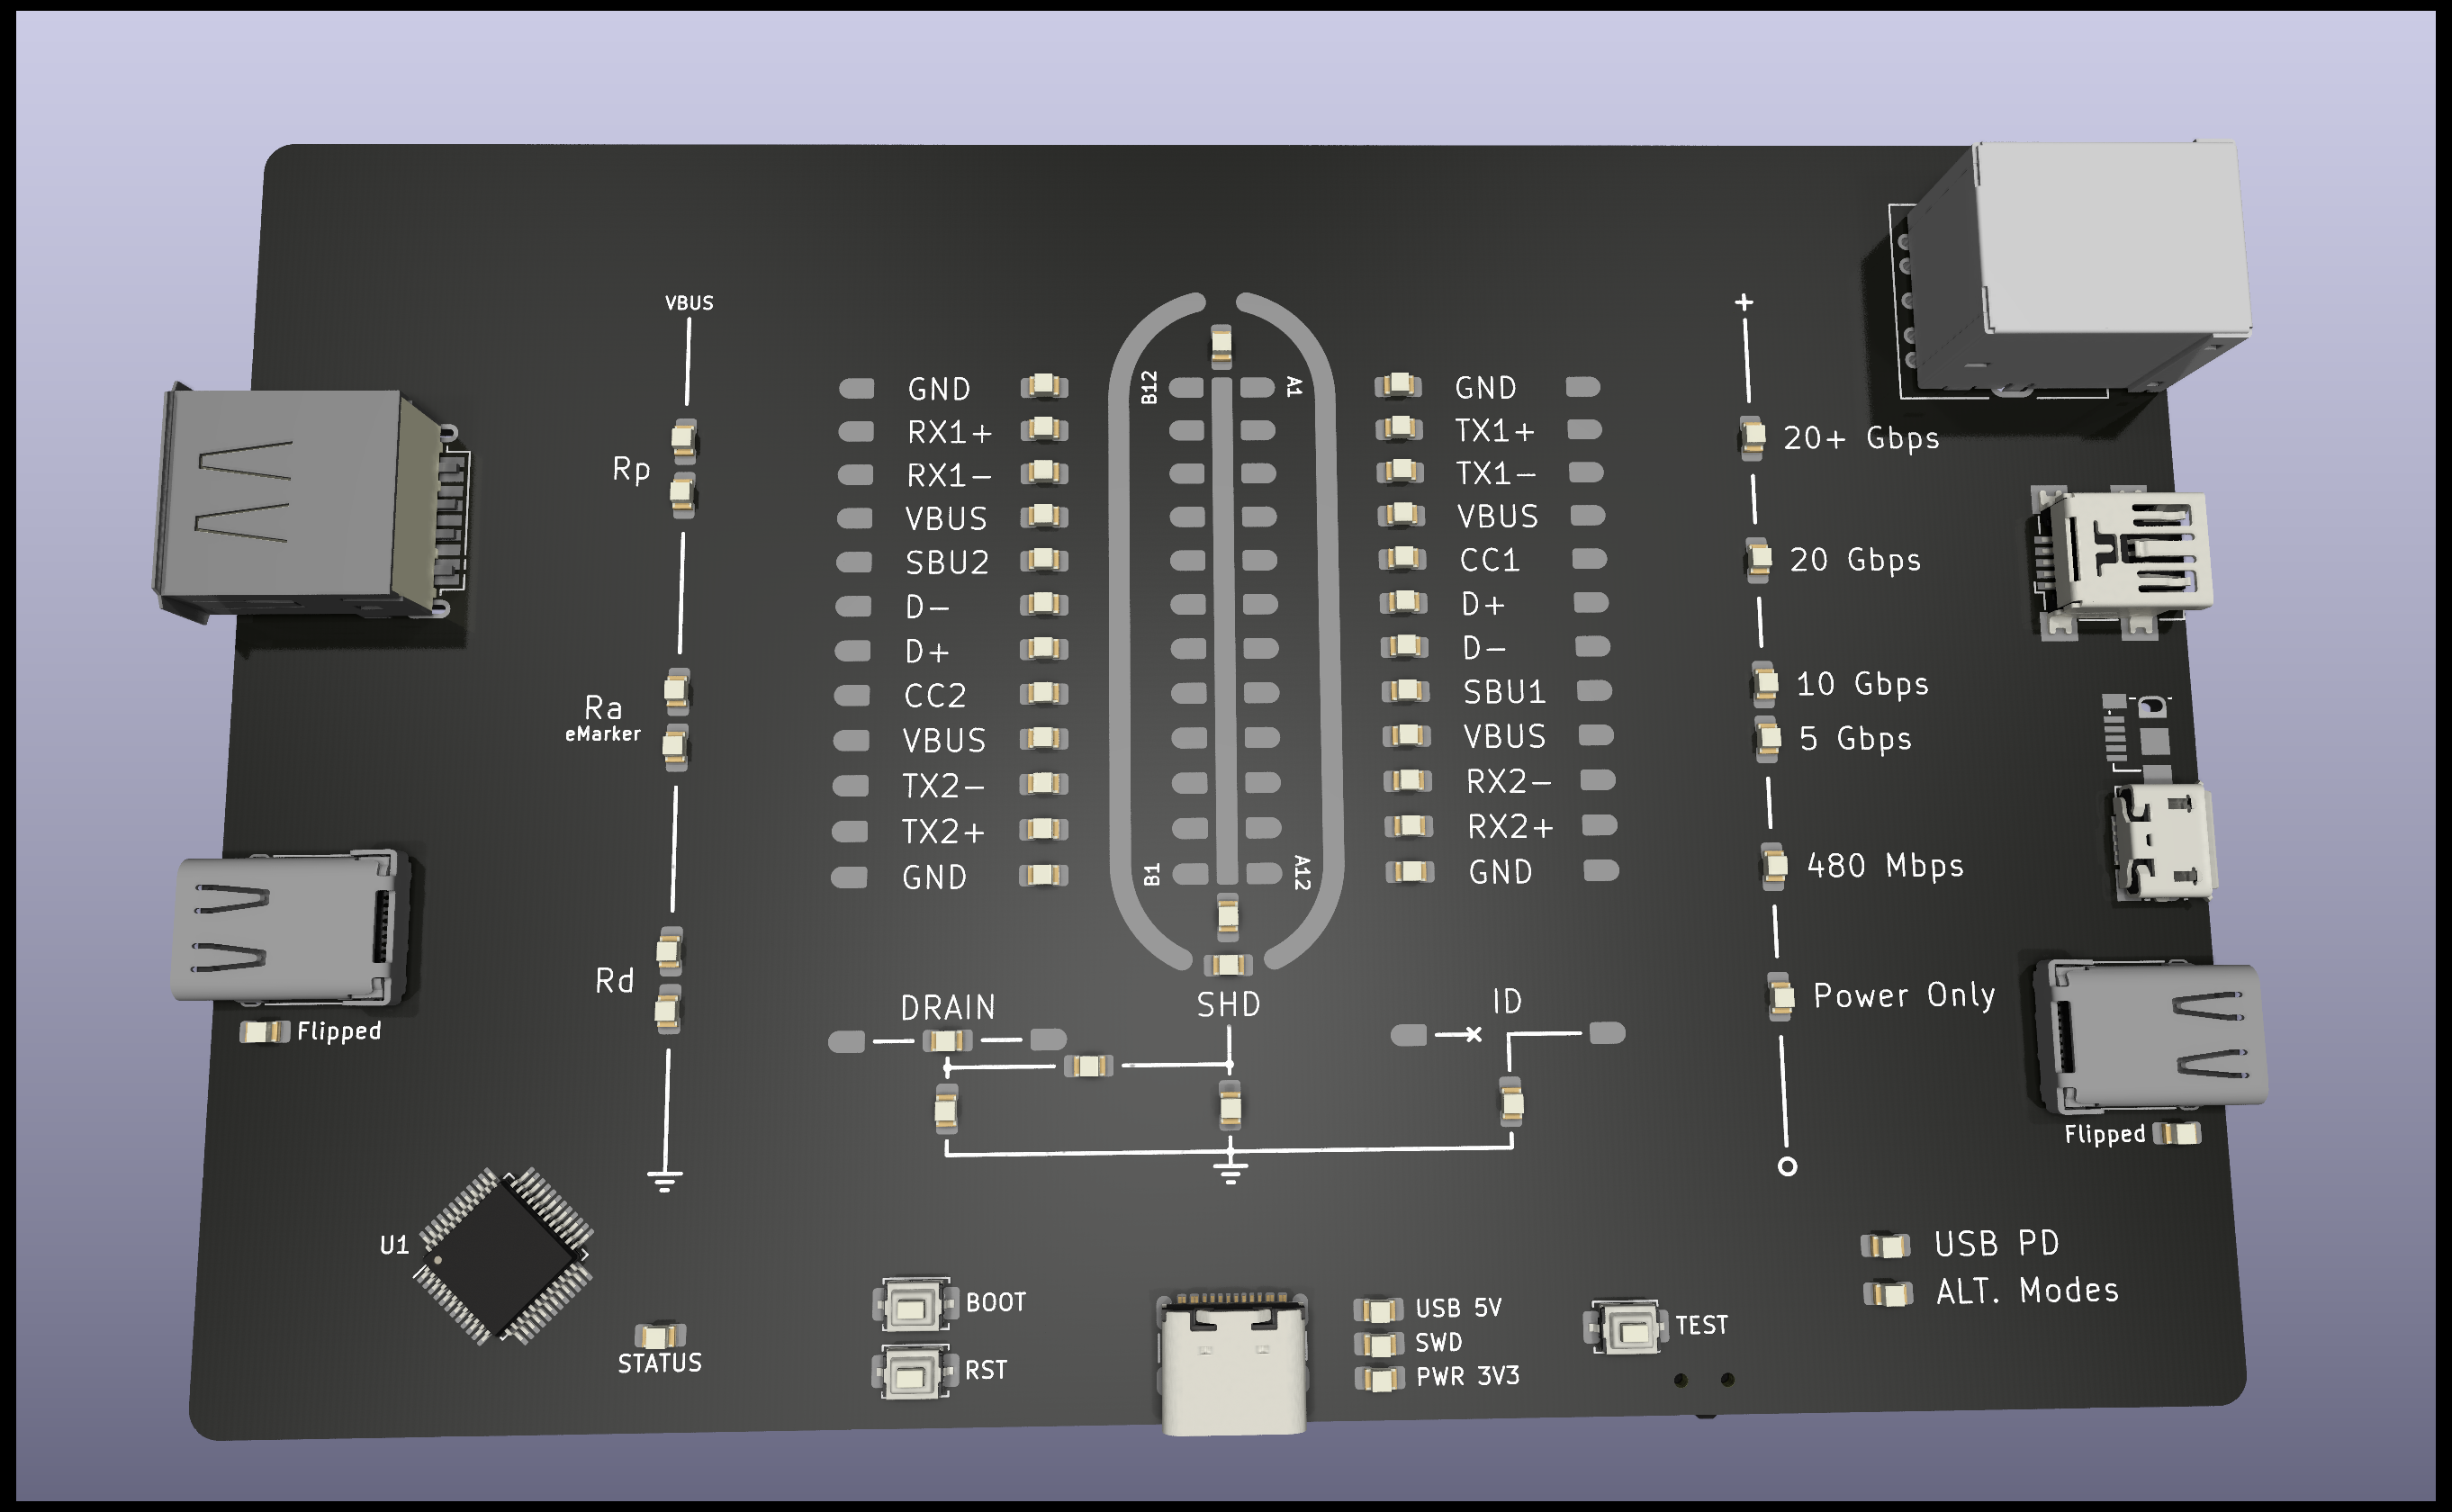 VBUS
+
B12
A1
GND
GND
RX1+
TX1+
20+ Gbps
Rp
RX1-
TX1-
VBUS
VBUS
SBU2
CC1
20 Gbps
D-
D+
D+
D-
CC2
SBU1
10 Gbps
Ra
eMarker
VBUS
VBUS
5 Gbps
TX2-
RX2-
TX2+
RX2+
B1
A12
GND
GND
480 Mbps
Rd
DRAIN
SHD
ID
Power Only
Flipped
Flipped
U1
USB PD
ALT. Modes
BOOT
USB 5V
SWD
TEST
STATUS
RST
PWR 3V3